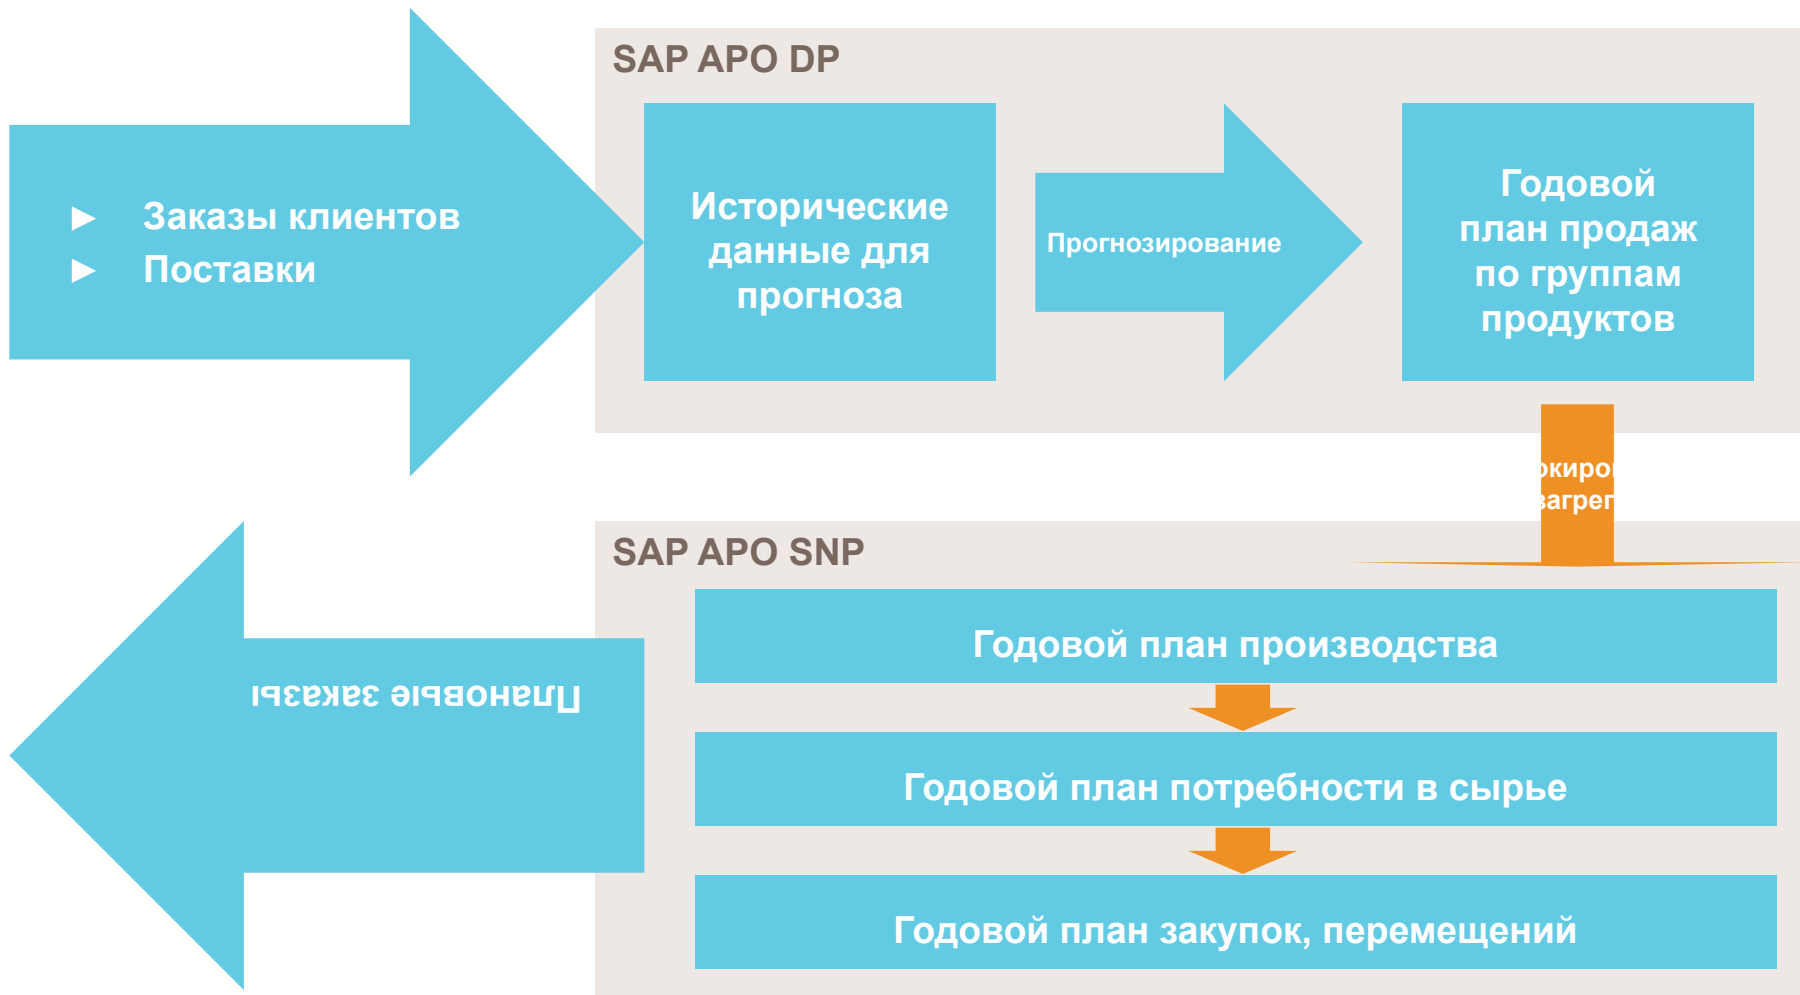 SAP APO DP
► Заказы клиентов
► Поставки
Исторические
данные для
прогноза
Прогнозирование
Годовой
план продаж
по группам
продуктов
SAP APO SNP
Плановые заказы
Годовой план производства
Годовой план потребности в сырье
Годовой план закупок, перемещений